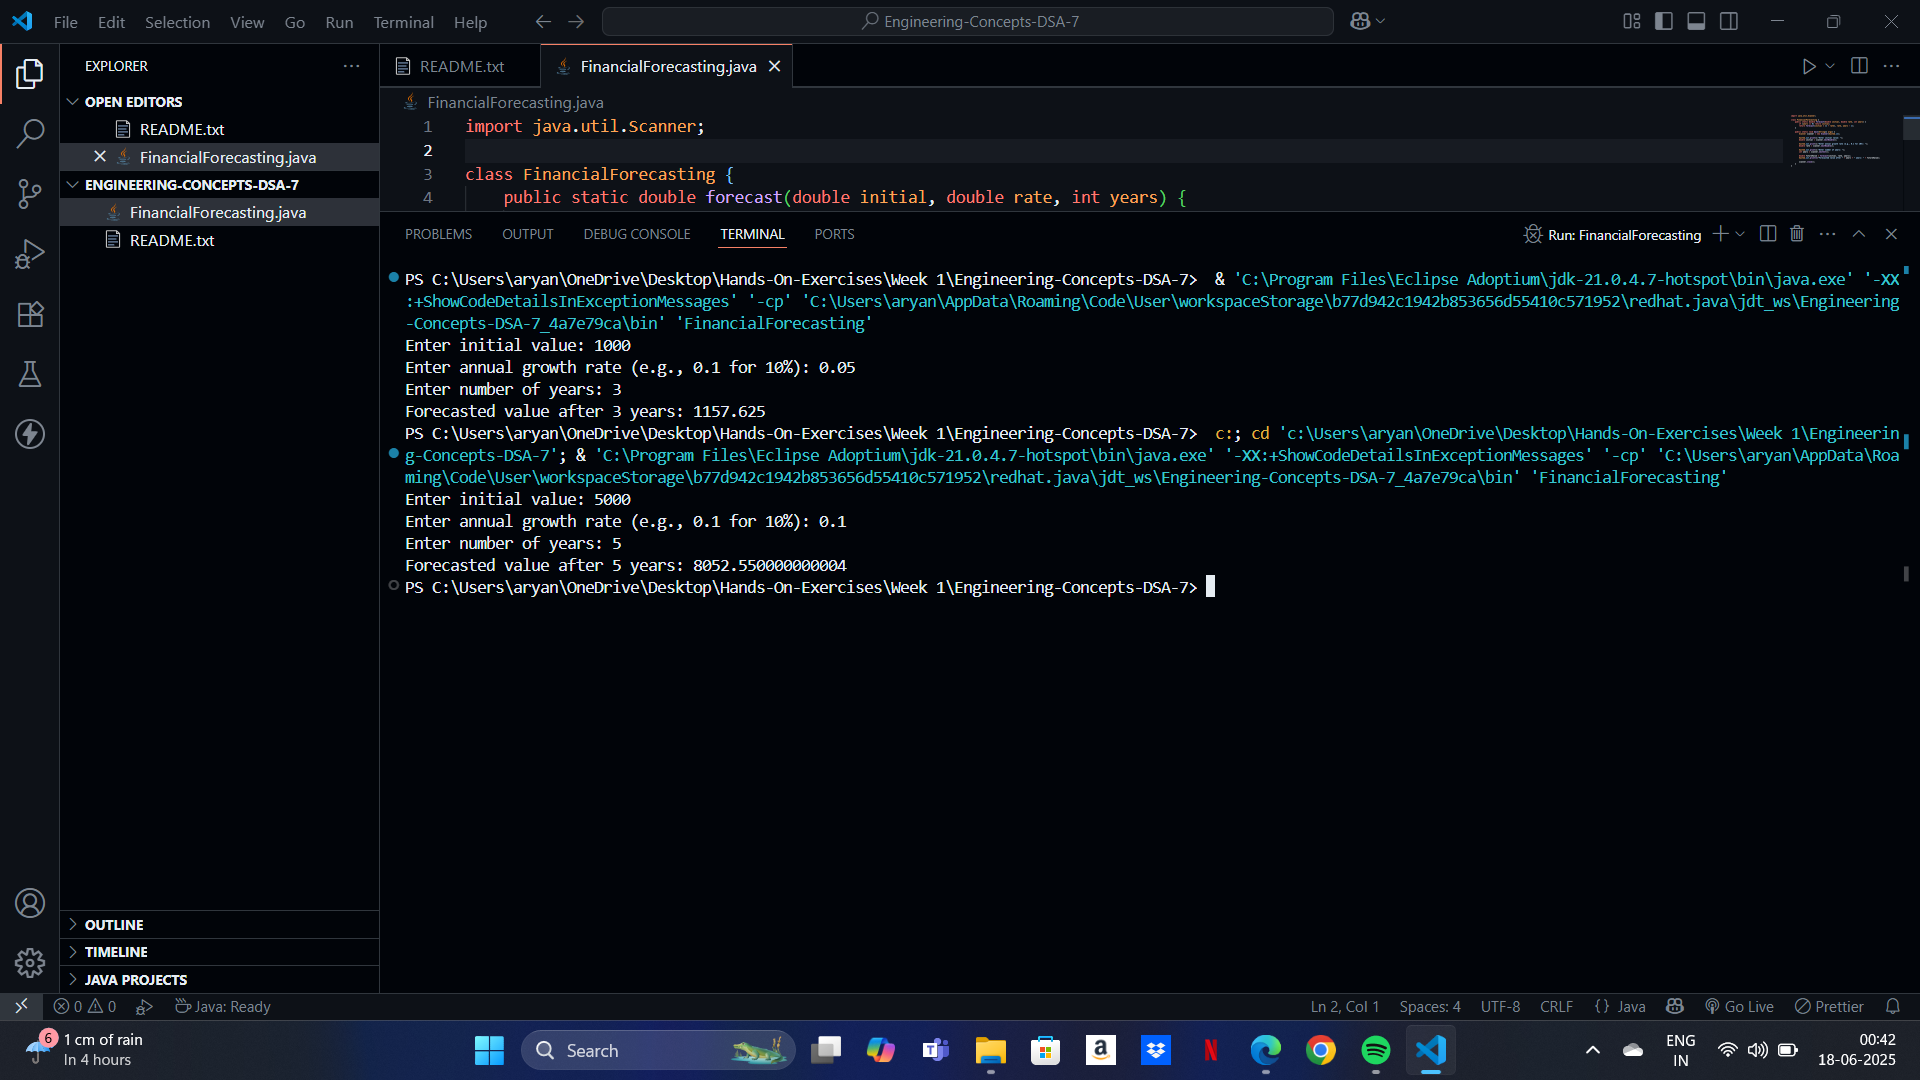 File Edit Selection View Go Run Terminal Help
Engineering-Concepts-DSA-7
EXPLORER
OPEN EDITORS
README.txt
FinancialForecasting.java
ENGINEERING-CONCEPTS-DSA-7
FinancialForecasting.java
README.txt
OUTLINE
TIMELINE
JAVA PROJECTS
README.txt FinancialForecasting.java
FinancialForecasting.java
1 import java.util.Scanner;
2
3 class FinancialForecasting {
4 public static double forecast(double initial, double rate, int years) {
PROBLEMS OUTPUT DEBUG CONSOLE TERMINAL PORTS
Run: FinancialForecasting
PS C:\Users\aryan\OneDrive\Desktop\Hands-On-Exercises\Week 1\Engineering-Concepts-DSA-7>  & 'C:\Program Files\Eclipse Adoptium\jdk-21.0.4.7-hotspot\bin\java.exe' '-XX
:+ShowCodeDetailsInExceptionMessages' '-cp' 'C:\Users\aryan\AppData\Roaming\Code\User\workspaceStorage\b77d942c1942b853656d55410c571952\redhat.java\jdt_ws\Engineering
-Concepts-DSA-7_4a7e79ca\bin' 'FinancialForecasting'
Enter initial value: 1000
Enter annual growth rate (e.g., 0.1 for 10%): 0.05
Enter number of years: 3
Forecasted value after 3 years: 1157.625
PS C:\Users\aryan\OneDrive\Desktop\Hands-On-Exercises\Week 1\Engineering-Concepts-DSA-7>  c:; cd 'c:\Users\aryan\OneDrive\Desktop\Hands-On-Exercises\Week 1\Engineerin
g-Concepts-DSA-7'; & 'C:\Program Files\Eclipse Adoptium\jdk-21.0.4.7-hotspot\bin\java.exe' '-XX:+ShowCodeDetailsInExceptionMessages' '-cp' 'C:\Users\aryan\AppData\Roa
ming\Code\User\workspaceStorage\b77d942c1942b853656d55410c571952\redhat.java\jdt_ws\Engineering-Concepts-DSA-7_4a7e79ca\bin' 'FinancialForecasting'
Enter initial value: 5000
Enter annual growth rate (e.g., 0.1 for 10%): 0.1
Enter number of years: 5
Forecasted value after 5 years: 8052.550000000004
PS C:\Users\aryan\OneDrive\Desktop\Hands-On-Exercises\Week 1\Engineering-Concepts-DSA-7>
0 0 Java: Ready
Ln 2, Col 1 Spaces: 4 UTF-8 CRLF {} Java Go Live Prettier
6
1 cm of rain
In 4 hours
Search
ENG
IN
00:42
18-06-2025